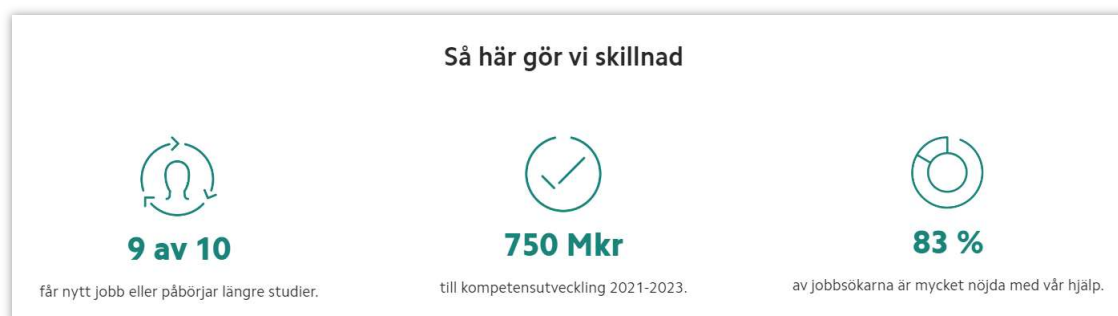 Så här gör vi skillnad
9 av 10
får nytt jobb eller påbörjar längre studier.
750 Mkr
till kompetensutveckling 2021-2023.
83 %
av jobbsökarna är mycket nöjda med vår hjälp.